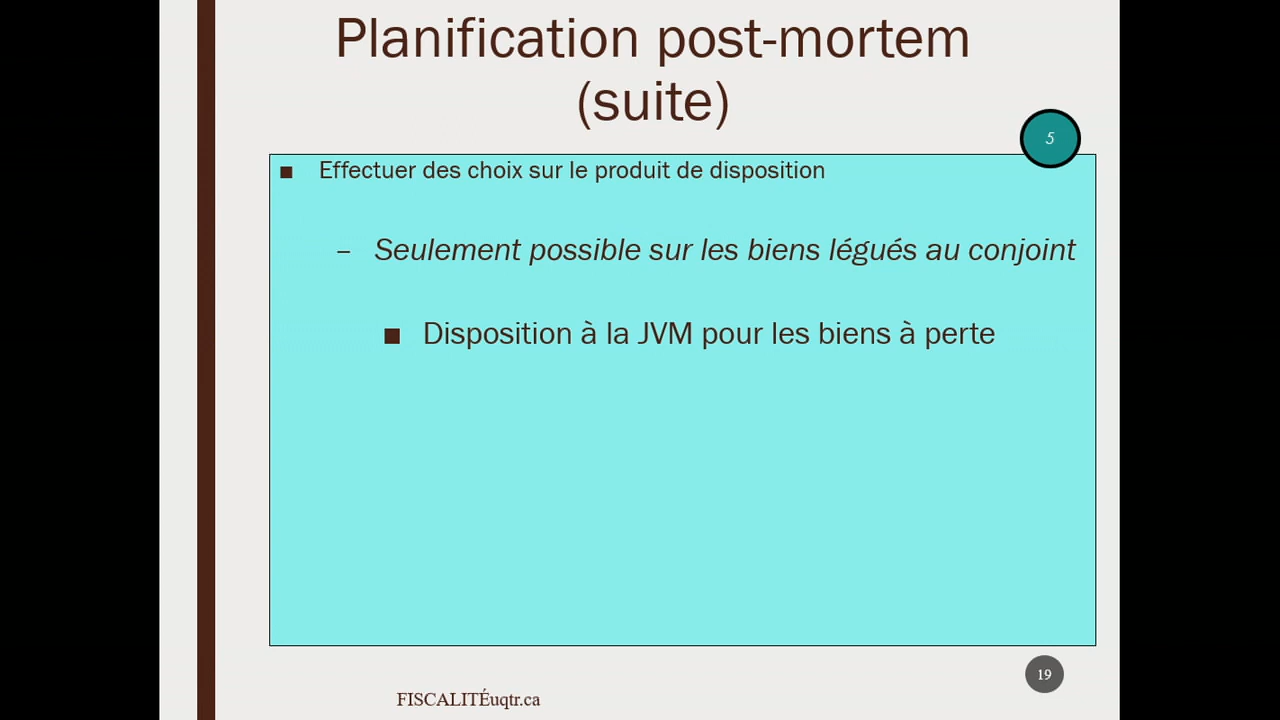 Planification post-mortem
(suite)
5
■ Effectuer des choix sur le produit de disposition
– Seulement possible sur les biens légués au conjoint
■ Disposition à la JVM pour les biens à perte
19
FISCALITÉuqtr.ca